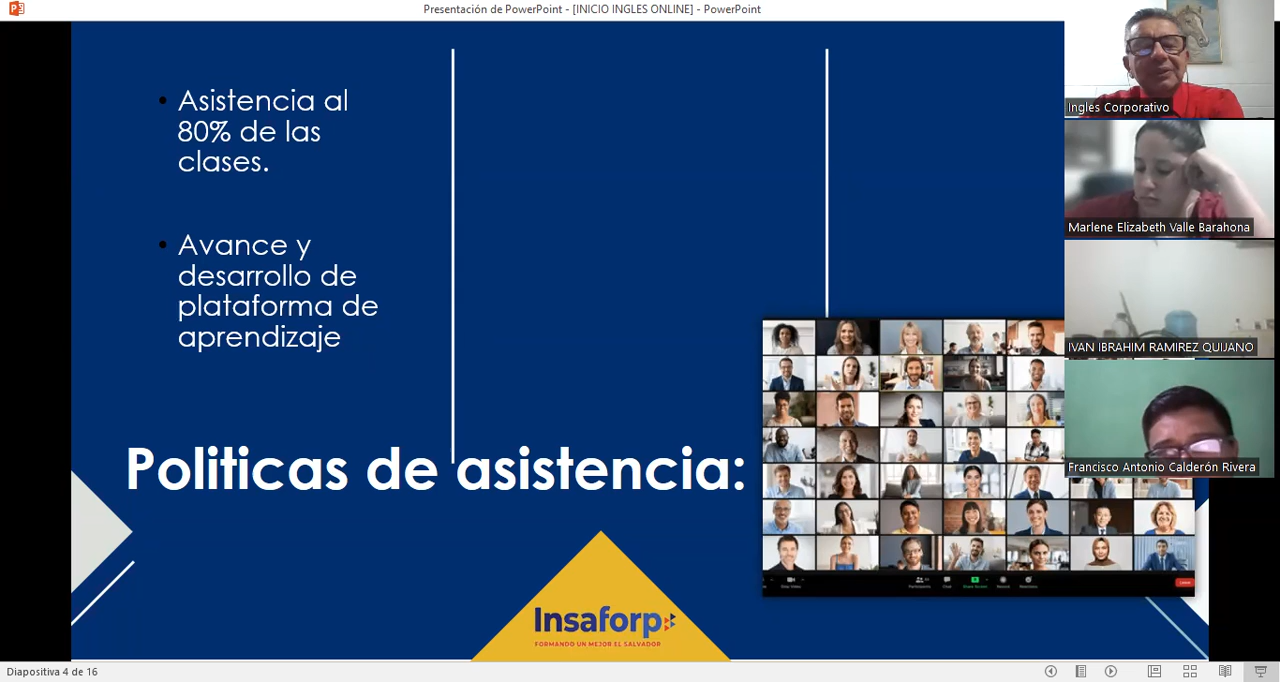 Presentación de PowerPoint - [INICIO INGLES ONLINE] - PowerPoint
Asistencia al
80% de las
clases.
Avance y
desarrollo de
plataforma de
aprendizaje
Politicas de asistencia:
Insaforp
FORMANDO UN MEJOR EL SALVADOR
Ingles Corporativo
Marlene Elizabeth Valle Barahona
IVAN IBRAHIM RAMIREZ QUIJANO
Francisco Antonio Calderón Rivera
Diapositiva 4 de 16